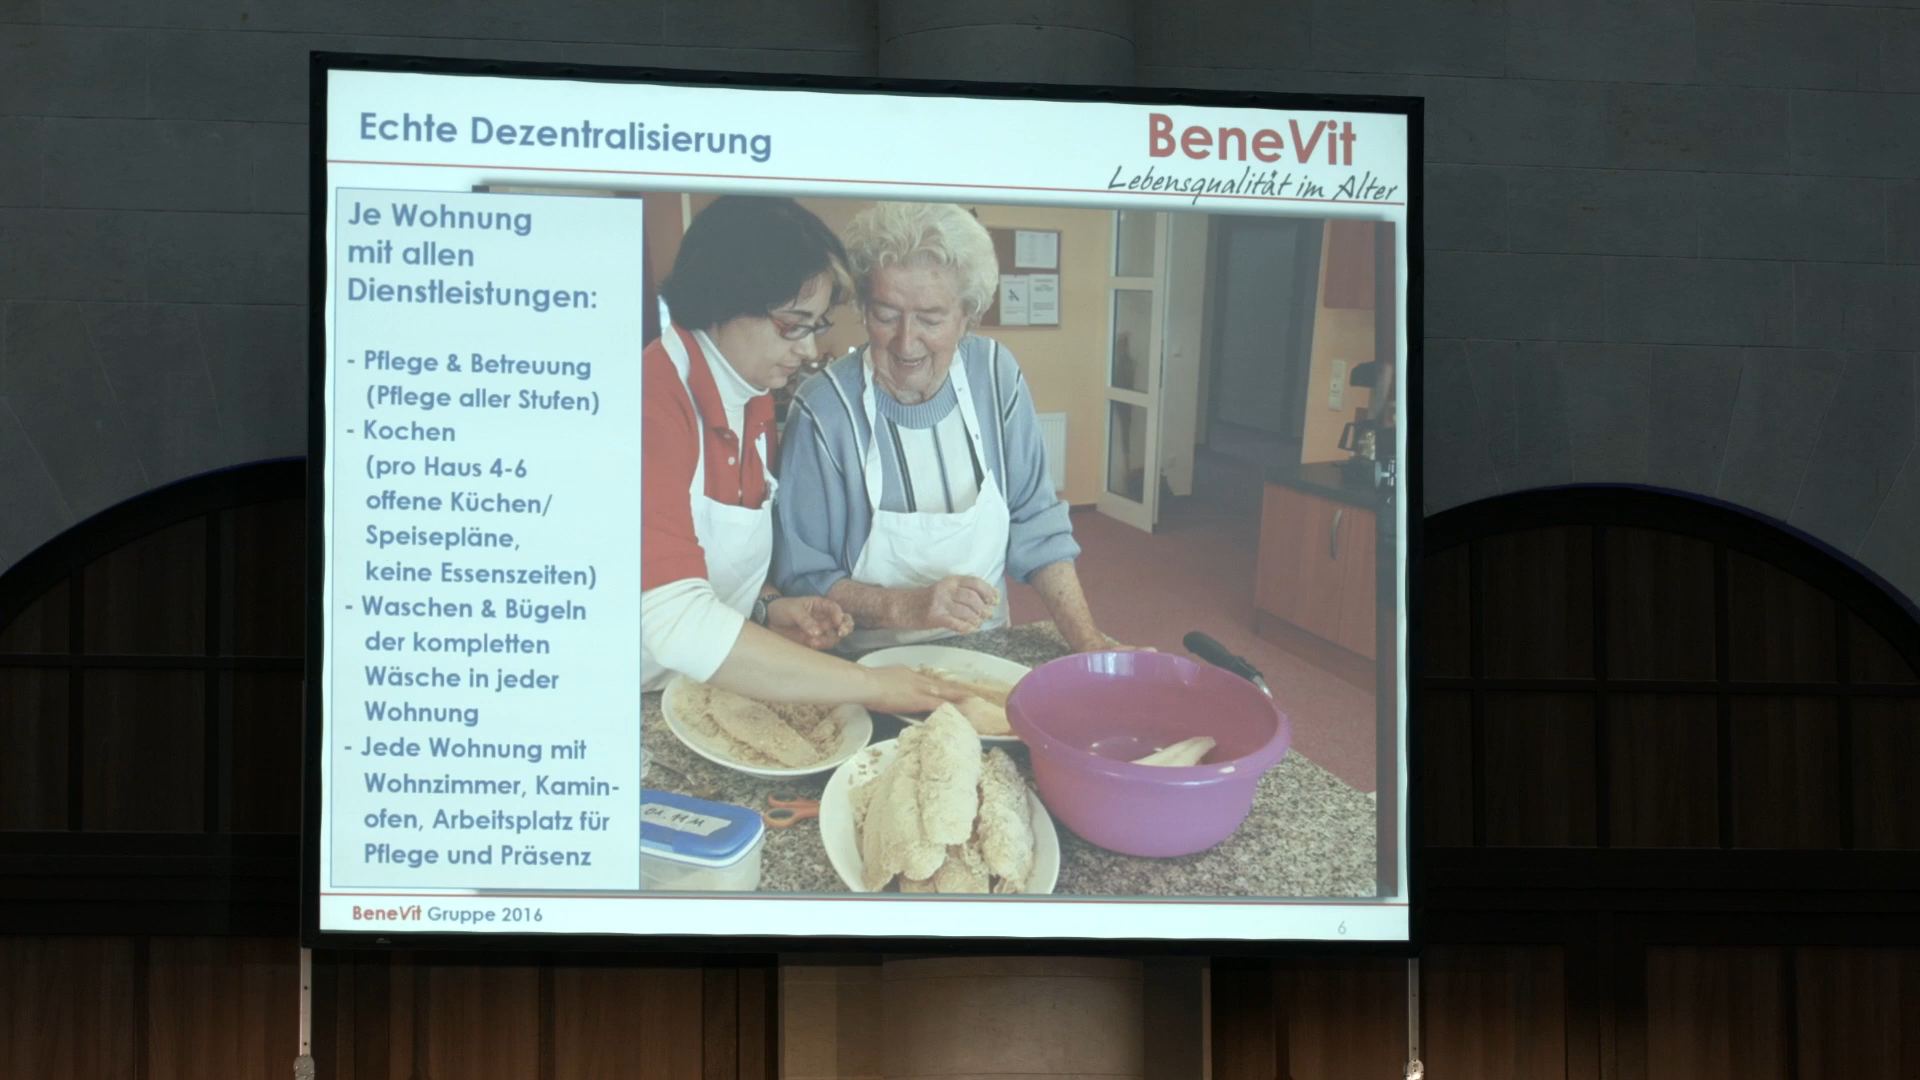 Echte Dezentralisierung
BeneVit
Lebensqualität im Alter
Je Wohnung
mit allen
Dienstleistungen:
- Pflege & Betreuung
(Pflege aller Stufen)
- Kochen
(pro Haus 4-6
offene Küchen/
Speisepläne,
keine Essenszeiten)
- Waschen & Bügeln
der kompletten
Wäsche in jeder
Wohnung
- Jede Wohnung mit
Wohnzimmer, Kamin-
ofen, Arbeitsplatz für
Pflege und Präsenz
BeneVit Gruppe 2016
6